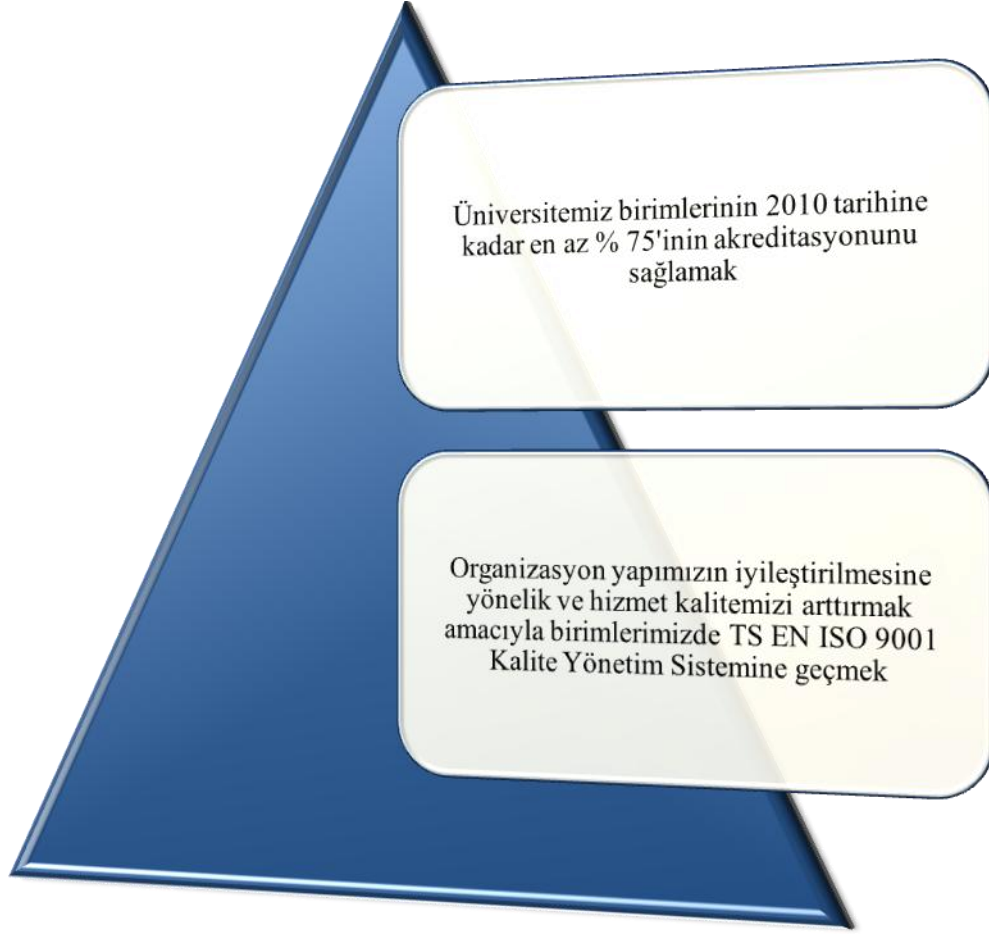 Üniversitemiz birimlerinin 2010 tarihine
kadar en az % 75'inin akreditasyonunu
sağlamak
Organizasyon yapımızın iyileştirilmesine
yönelik ve hizmet kalitemizi arttırmak
amacıyla birimlerimizde TS EN ISO 9001
Kalite Yönetim Sistemine geçmek